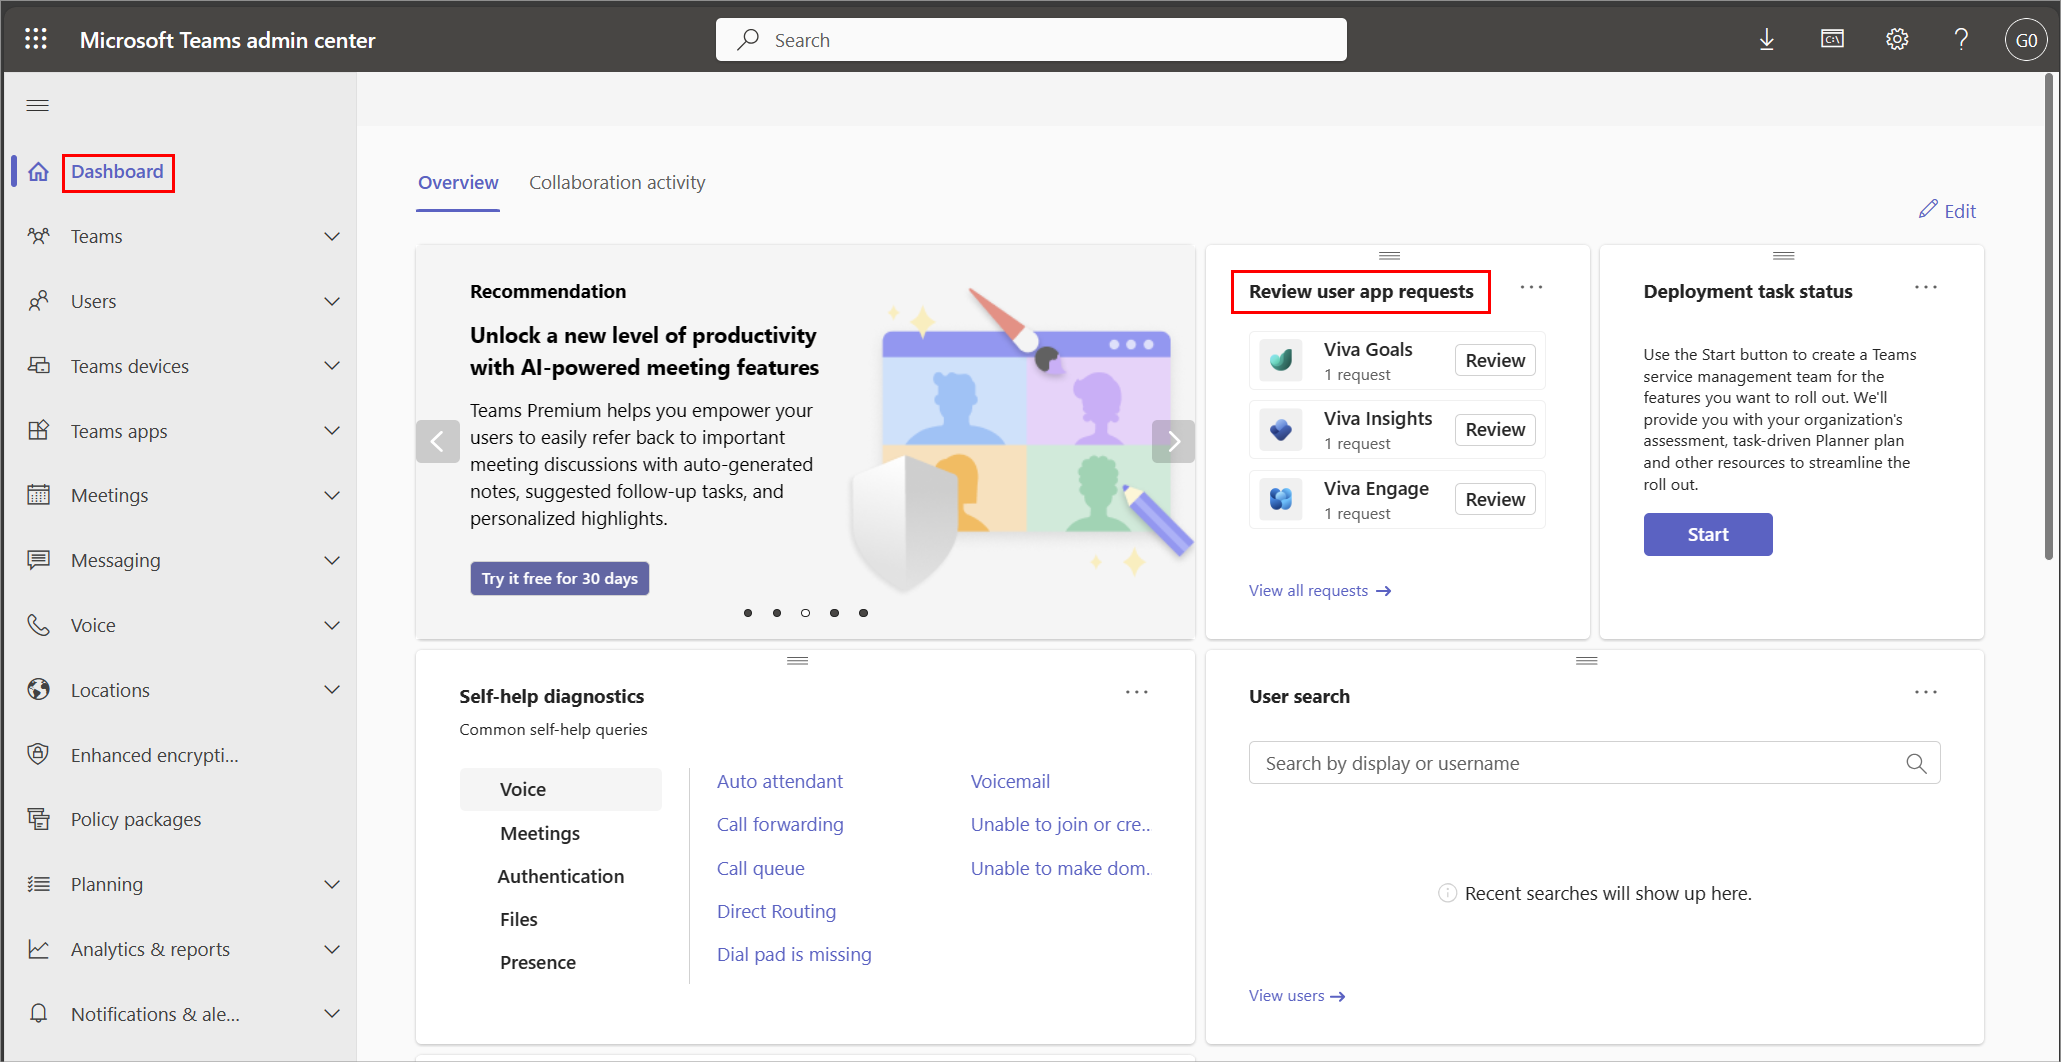 Microsoft Teams admin center
Search
C:\
G0
Dashboard
Teams
Users
Teams devices
Teams apps
Meetings
Messaging
Voice
Locations
Enhanced encrypti...
Policy packages
Planning
Analytics & reports
Notifications & ale...
Overview
Collaboration activity
Edit
Recommendation
Unlock a new level of productivity
with AI-powered meeting features
Teams Premium helps you empower your
users to easily refer back to important
meeting discussions with auto-generated
notes, suggested follow-up tasks, and
personalized highlights.
Try it free for 30 days
Review user app requests
Viva Goals
1 request
Review
Viva Insights
1 request
Review
Viva Engage
1 request
Review
View all requests →
Deployment task status
Use the Start button to create a Teams
service management team for the
features you want to roll out. We'll
provide you with your organization's
assessment, task-driven Planner plan
and other resources to streamline the
roll out.
Start
Self-help diagnostics
Common self-help queries
Voice
Meetings
Authentication
Files
Presence
Auto attendant
Call forwarding
Call queue
Direct Routing
Dial pad is missing
Voicemail
Unable to join or cre..
Unable to make dom.
User search
Search by display or username
Recent searches will show up here.
View users →